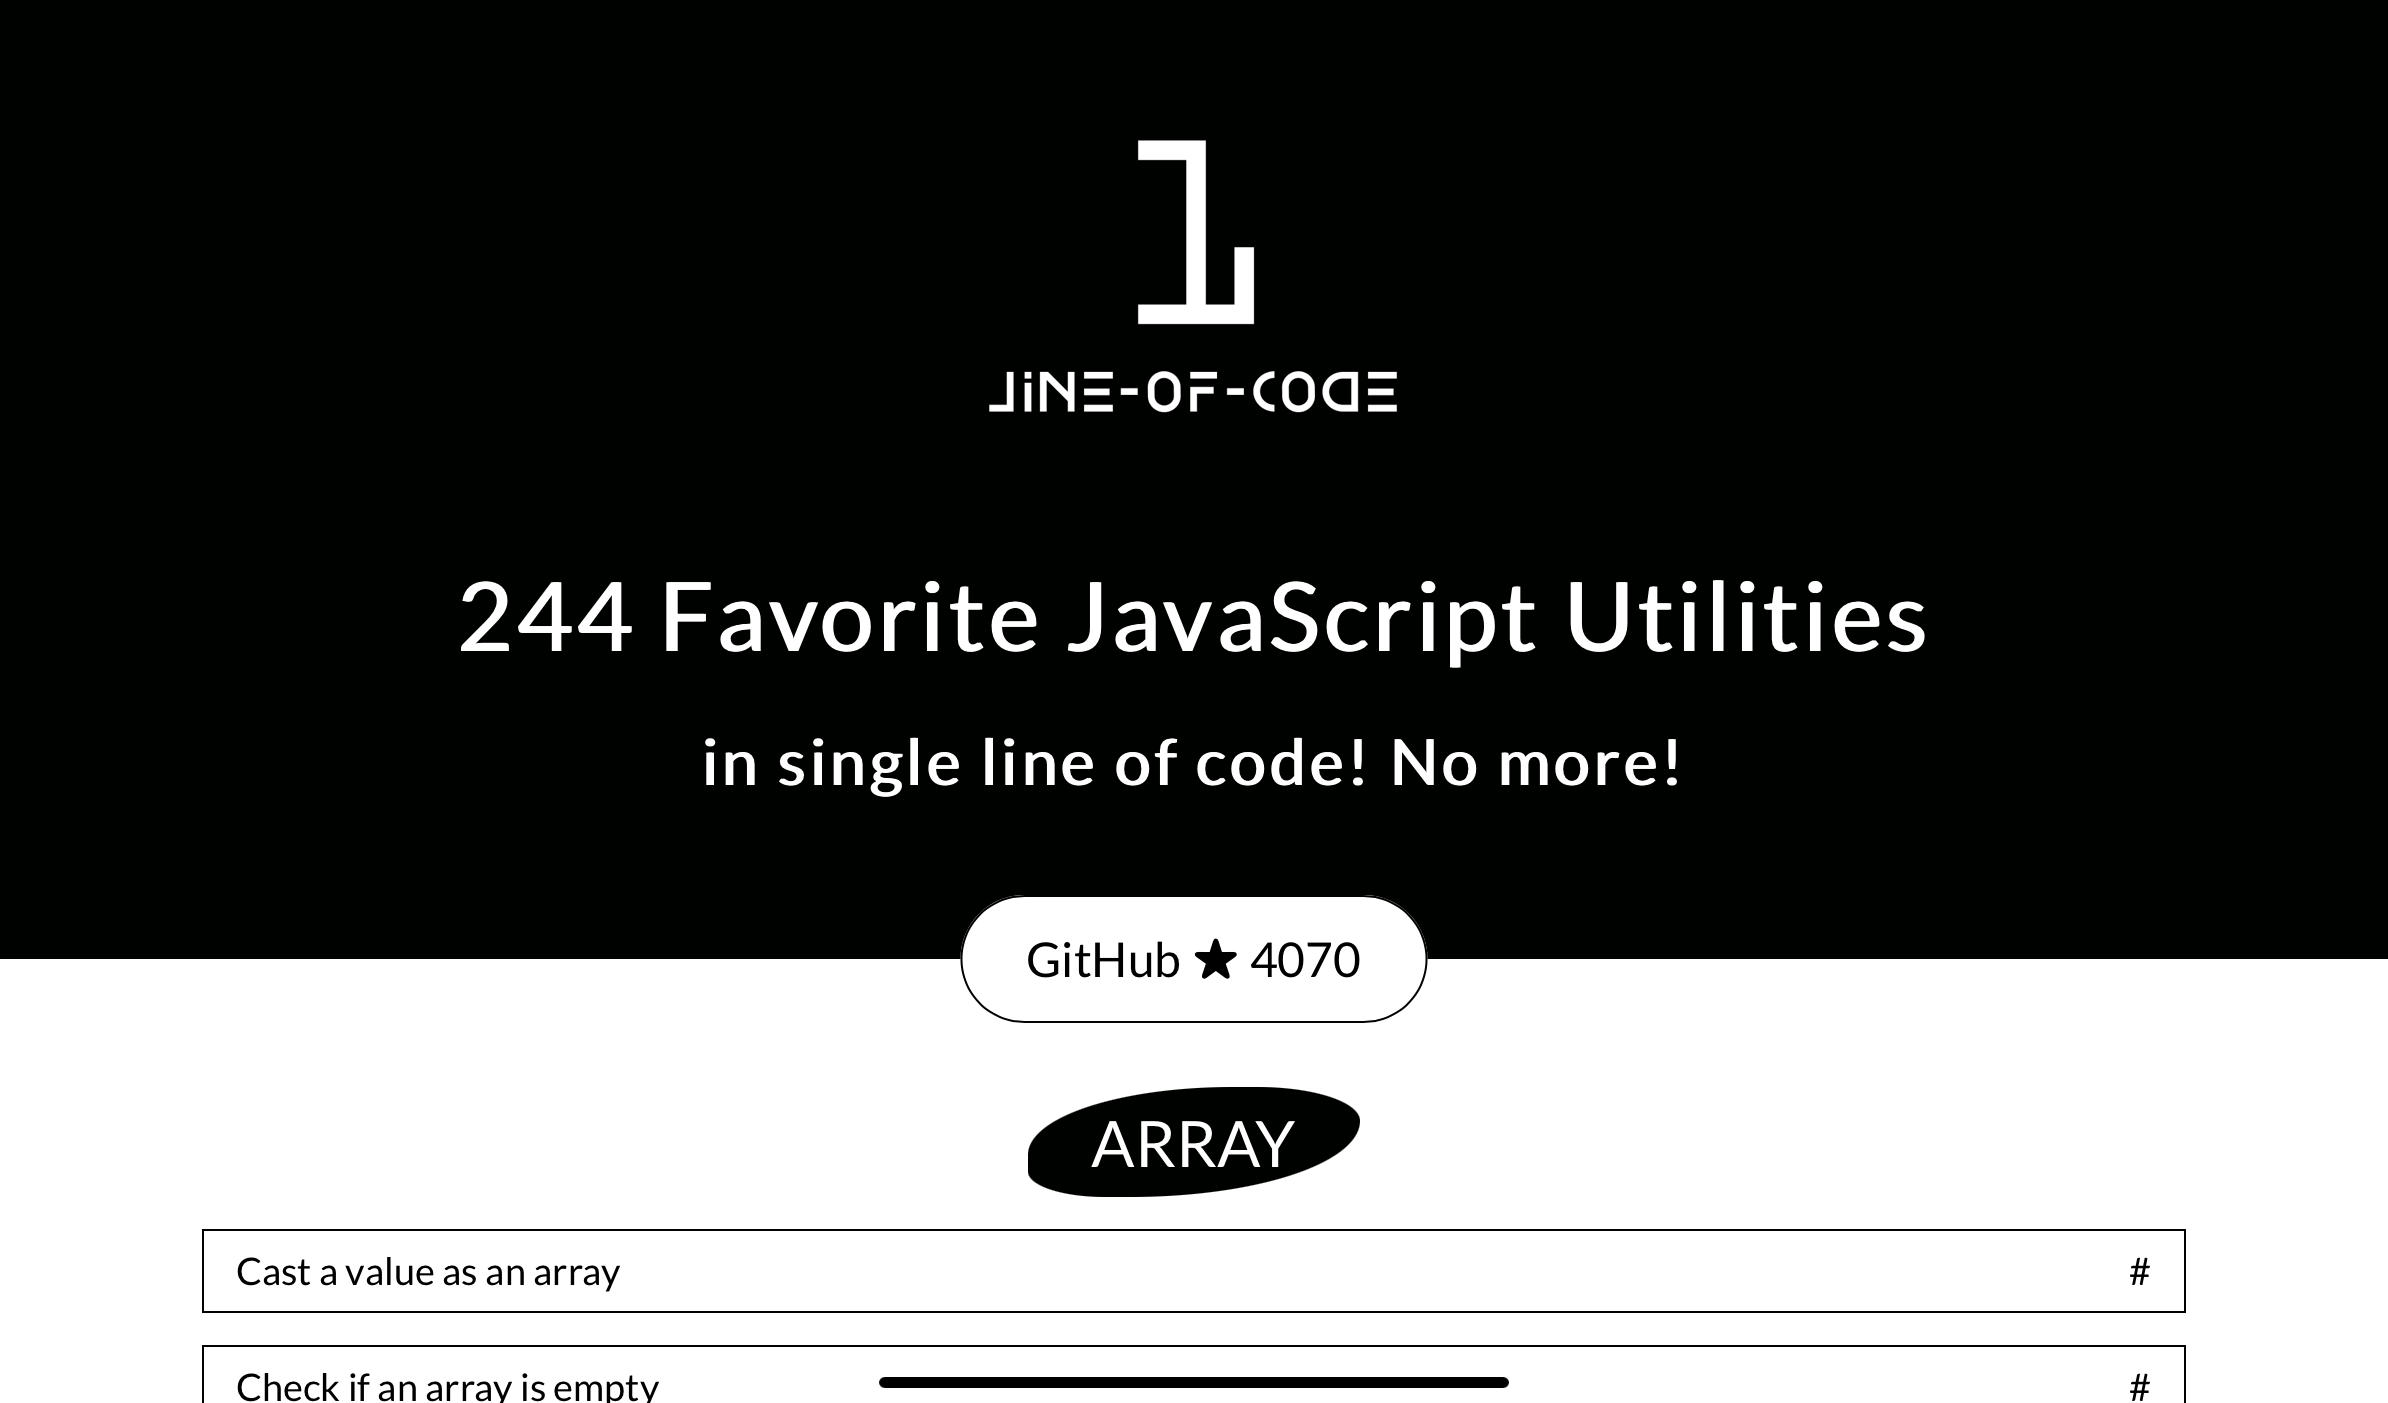 1
LiNE-OF-CODE
244 Favorite JavaScript Utilities
in single line of code! No more!
GitHub ★ 4070
ARRAY
Cast a value as an array #
Check if an array is empty #